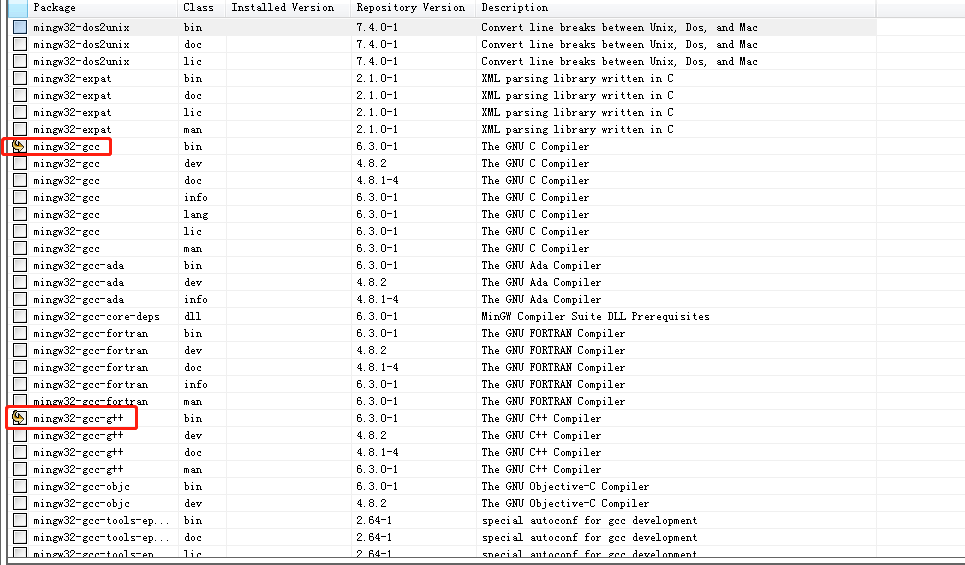 Package Class Installed Version Repository Version Description
mingw32-dos2unix bin 7.4.0-1 Convert line breaks between Unix, Dos, and Mac
mingw32-dos2unix doc 7.4.0-1 Convert line breaks between Unix, Dos, and Mac
mingw32-dos2unix lic 7.4.0-1 Convert line breaks between Unix, Dos, and Mac
mingw32-expat bin 2.1.0-1 XML parsing library written in C
mingw32-expat doc 2.1.0-1 XML parsing library written in C
mingw32-expat lic 2.1.0-1 XML parsing library written in C
mingw32-expat man 2.1.0-1 XML parsing library written in C
mingw32-gcc bin 6.3.0-1 The GNU C Compiler
mingw32-gcc dev 4.8.2 The GNU C Compiler
mingw32-gcc doc 4.8.1-4 The GNU C Compiler
mingw32-gcc info 6.3.0-1 The GNU C Compiler
mingw32-gcc lang 6.3.0-1 The GNU C Compiler
mingw32-gcc lic 6.3.0-1 The GNU C Compiler
mingw32-gcc man 6.3.0-1 The GNU C Compiler
mingw32-gcc-ada bin 6.3.0-1 The GNU Ada Compiler
mingw32-gcc-ada dev 4.8.2 The GNU Ada Compiler
mingw32-gcc-ada info 4.8.1-4 The GNU Ada Compiler
mingw32-gcc-core-deps dll 6.3.0-1 MinGW Compiler Suite DLL Prerequisites
mingw32-gcc-fortran bin 6.3.0-1 The GNU FORTRAN Compiler
mingw32-gcc-fortran dev 4.8.2 The GNU FORTRAN Compiler
mingw32-gcc-fortran doc 4.8.1-4 The GNU FORTRAN Compiler
mingw32-gcc-fortran info 6.3.0-1 The GNU FORTRAN Compiler
mingw32-gcc-fortran man 6.3.0-1 The GNU FORTRAN Compiler
mingw32-gcc-g++ bin 6.3.0-1 The GNU C++ Compiler
mingw32-gcc-g++ dev 4.8.2 The GNU C++ Compiler
mingw32-gcc-g++ doc 4.8.1-4 The GNU C++ Compiler
mingw32-gcc-g++ man 6.3.0-1 The GNU C++ Compiler
mingw32-gcc-objc bin 6.3.0-1 The GNU Objective-C Compiler
mingw32-gcc-objc dev 4.8.2 The GNU Objective-C Compiler
mingw32-gcc-tools-ep... bin 2.64-1 special autoconf for gcc development
mingw32-gcc-tools-ep... doc 2.64-1 special autoconf for gcc development
mingw32-gcc-tools-ep... lic 2.64-1 special autoconf for gcc development